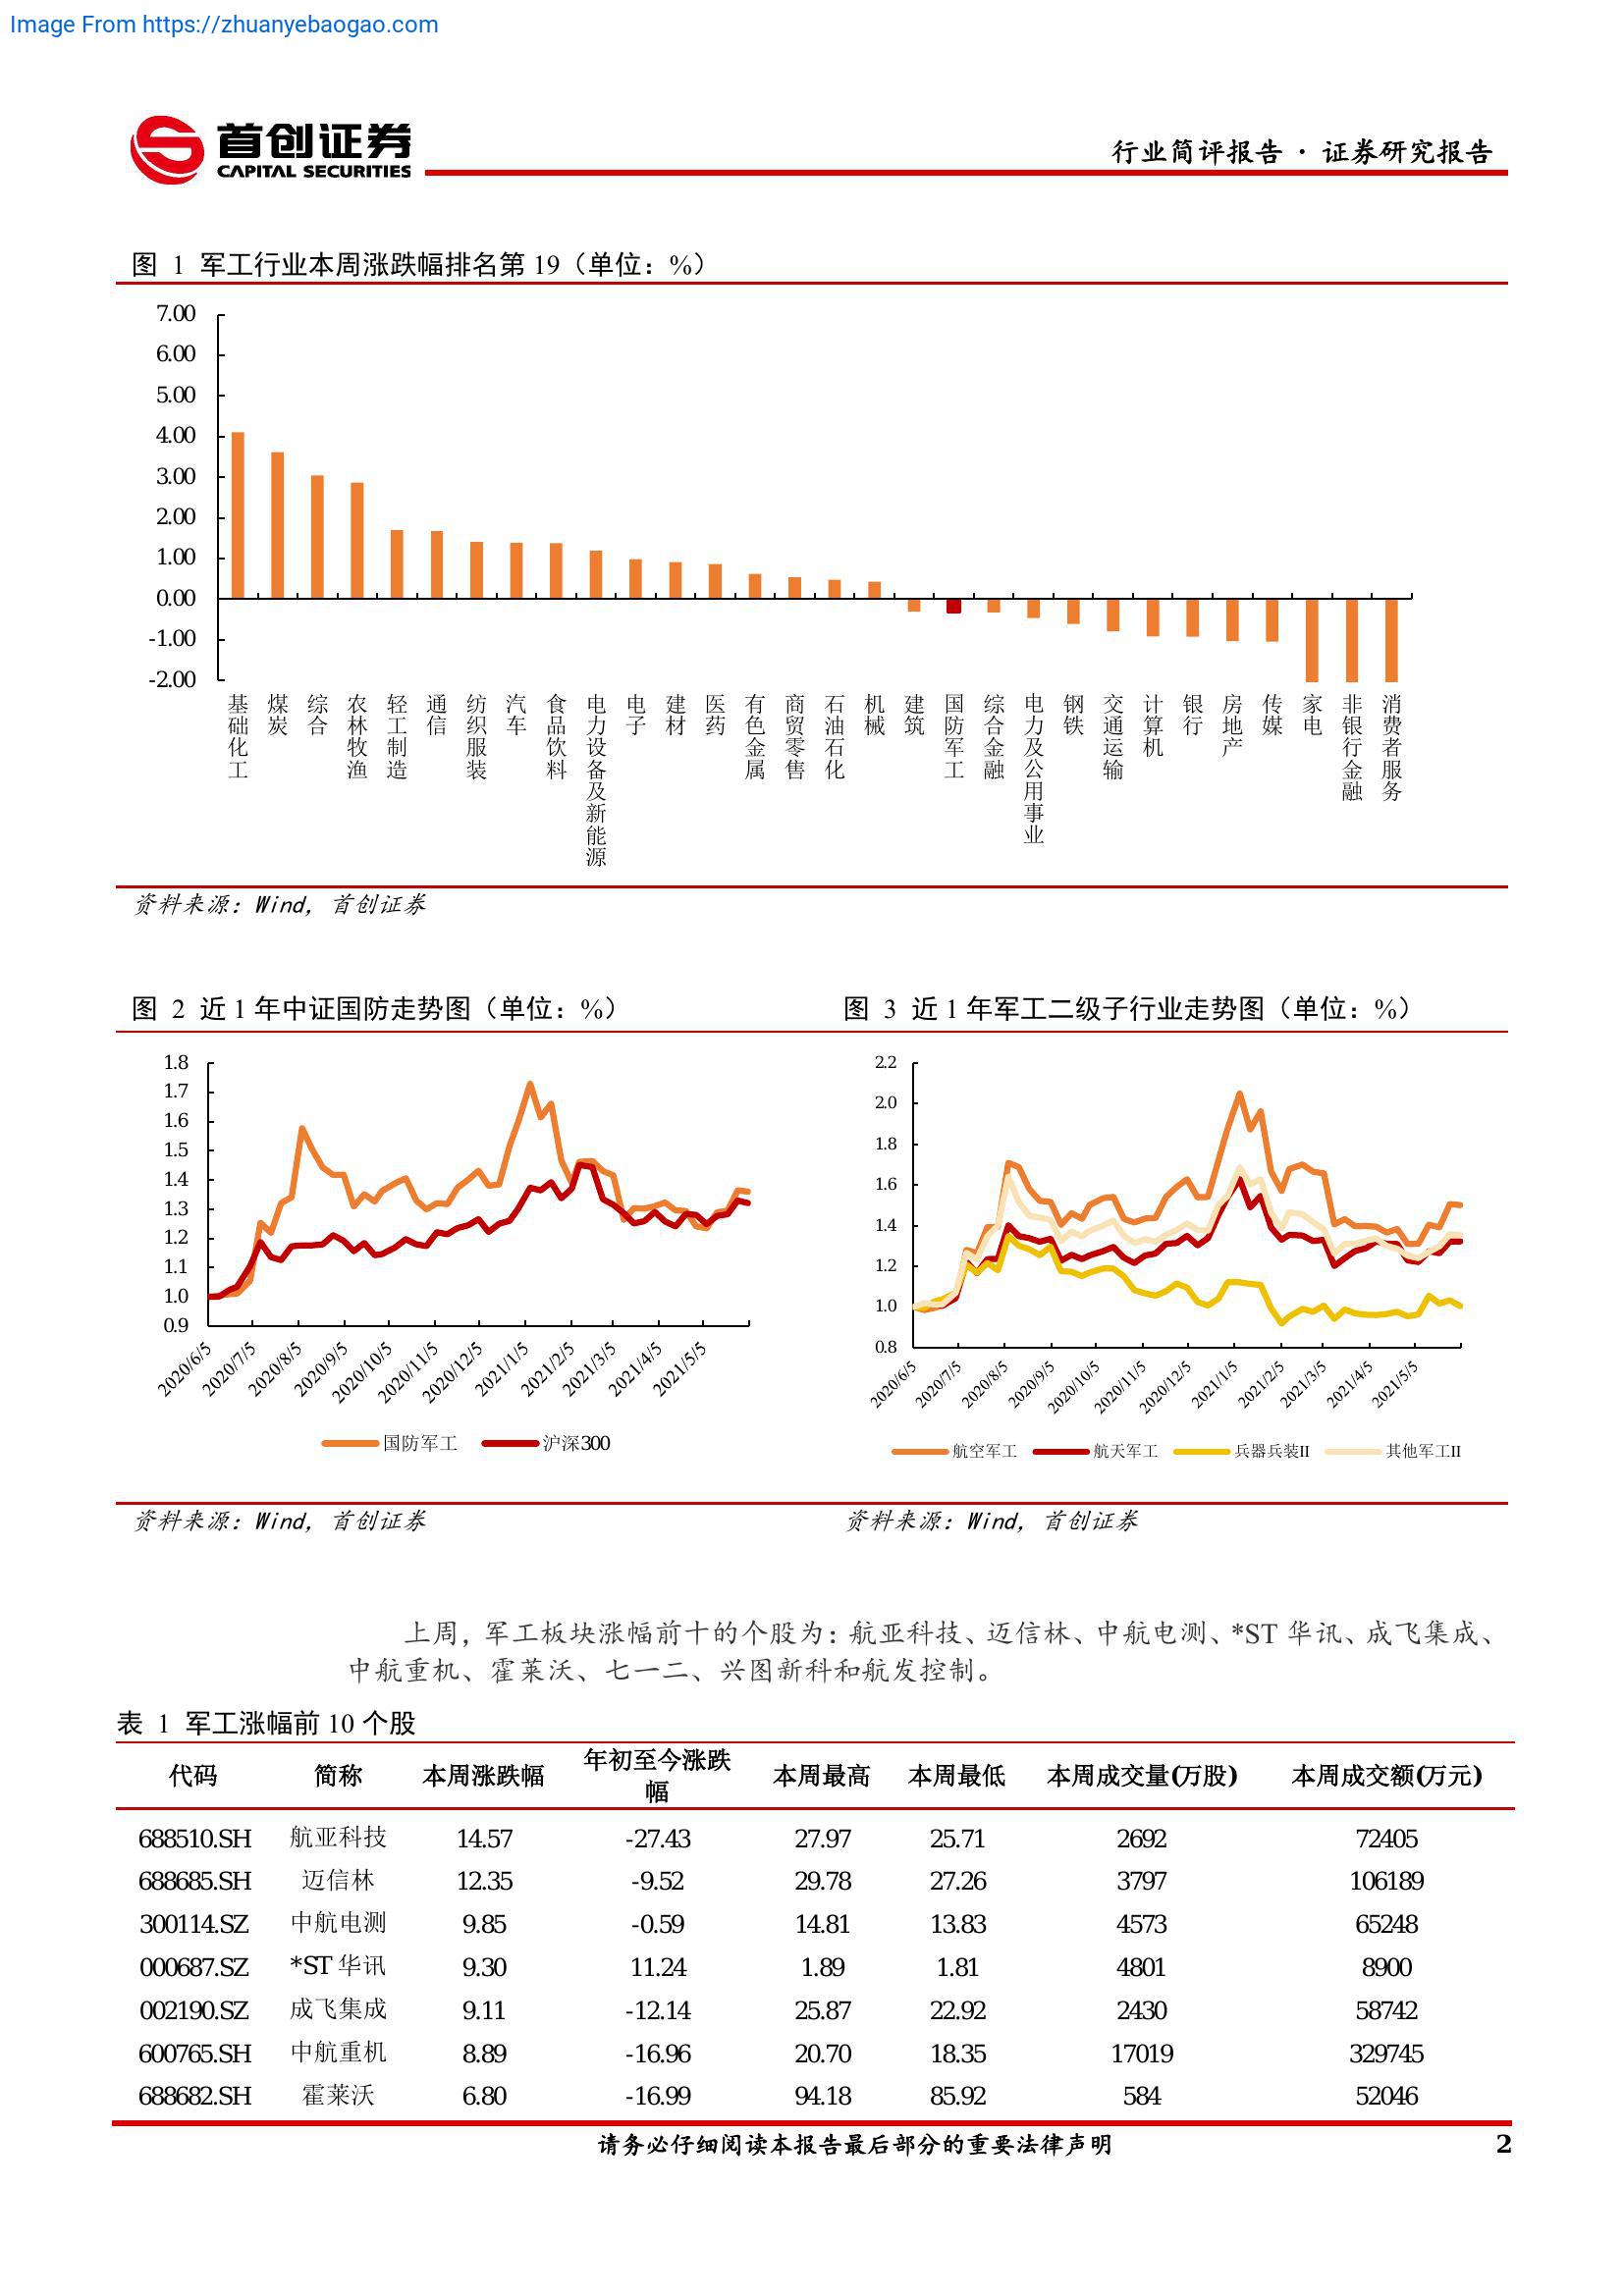 Image From https://zhuanyebaogao.com
首创证券
CAPITAL SECURITIES
行业简评报告 · 证券研究报告
图 1 军工行业本周涨跌幅排名第 19（单位：%）
7.00
6.00
5.00
4.00
3.00
2.00
1.00
0.00
-1.00
-2.00
基础化工 煤炭 综合 农林牧渔 轻工制造 通信 纺织服装 汽车 食品饮料 电力设备及新能源 电子 建材 医药 有色金属 商贸零售 石油石化 机械 建筑 国防军工 综合金融 电力及公用事业 钢铁 交通运输 计算机 银行 房地产 传媒 家电 非银行金融 消费者服务
资料来源：Wind，首创证券
图 2 近 1 年中证国防走势图（单位：%）
1.8
1.7
1.6
1.5
1.4
1.3
1.2
1.1
1.0
0.9
2020/6/5 2020/7/5 2020/8/5 2020/9/5 2020/10/5 2020/11/5 2020/12/5 2021/1/5 2021/2/5 2021/3/5 2021/4/5 2021/5/5
国防军工 沪深300
资料来源：Wind，首创证券
图 3 近 1 年军工二级子行业走势图（单位：%）
2.2
2.0
1.8
1.6
1.4
1.2
1.0
0.8
2020/6/5 2020/7/5 2020/8/5 2020/9/5 2020/10/5 2020/11/5 2020/12/5 2021/1/5 2021/2/5 2021/3/5 2021/4/5 2021/5/5
航空军工 航天军工 兵器兵装II 其他军工II
资料来源：Wind，首创证券
上周，军工板块涨幅前十的个股为：航亚科技、迈信林、中航电测、*ST 华讯、成飞集成、
中航重机、霍莱沃、七一二、兴图新科和航发控制。
表 1 军工涨幅前 10 个股
代码 简称 本周涨跌幅 年初至今涨跌幅 本周最高 本周最低 本周成交量(万股) 本周成交额(万元)
688510.SH 航亚科技 14.57 -27.43 27.97 25.71 2692 72405
688685.SH 迈信林 12.35 -9.52 29.78 27.26 3797 106189
300114.SZ 中航电测 9.85 -0.59 14.81 13.83 4573 65248
000687.SZ *ST 华讯 9.30 11.24 1.89 1.81 4801 8900
002190.SZ 成飞集成 9.11 -12.14 25.87 22.92 2430 58742
600765.SH 中航重机 8.89 -16.96 20.70 18.35 17019 329745
688682.SH 霍莱沃 6.80 -16.99 94.18 85.92 584 52046
请务必仔细阅读本报告最后部分的重要法律声明 2